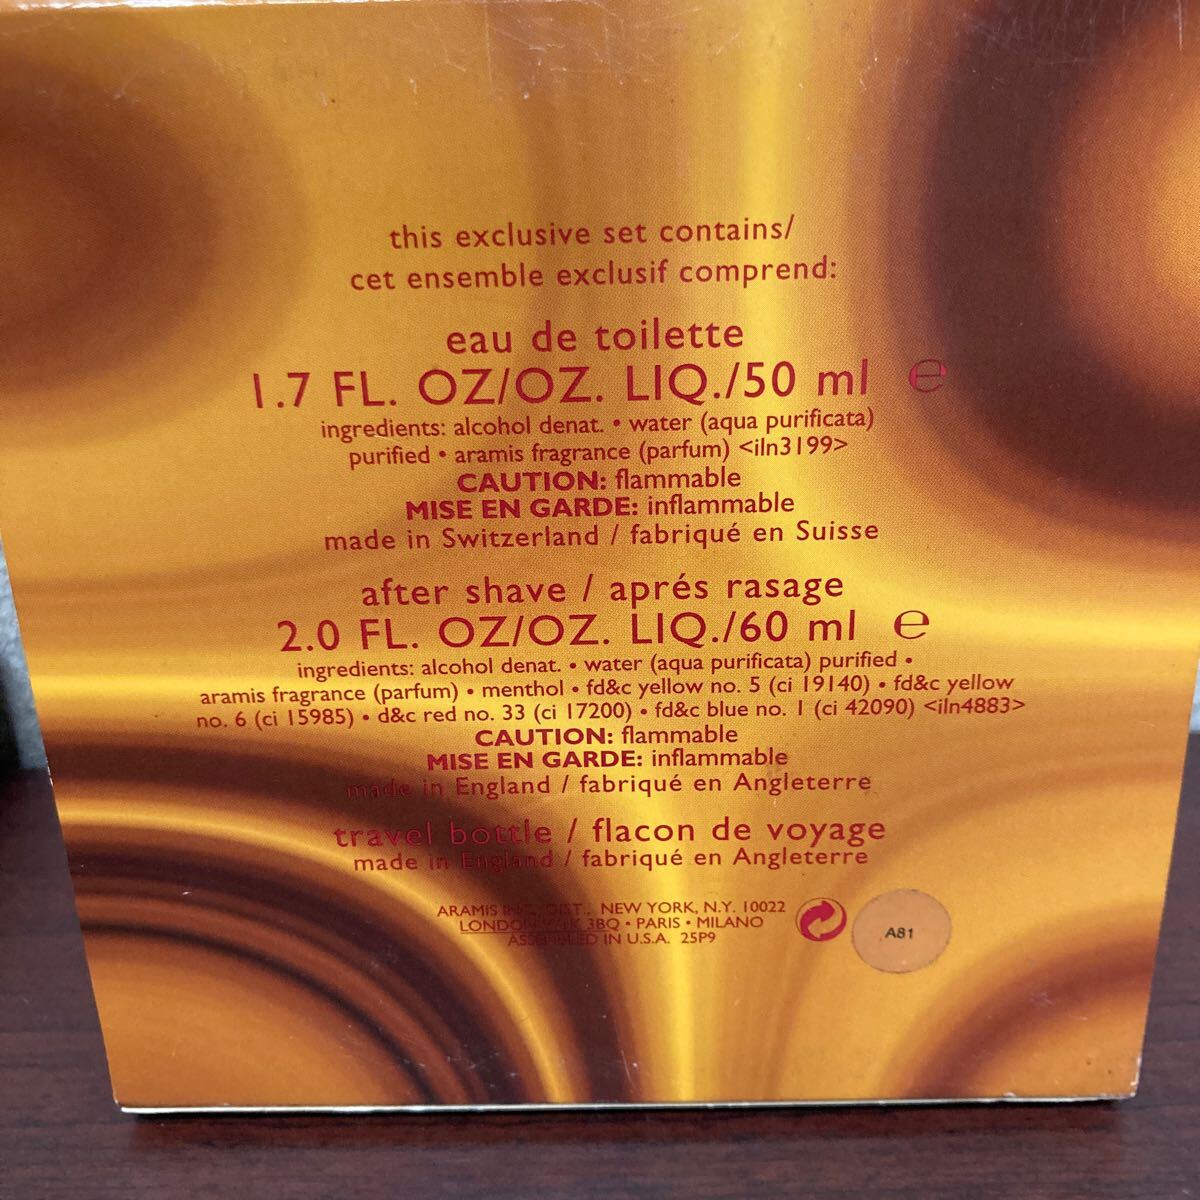 this exclusive set contains/
cet ensemble exclusif comprend:
eau de toilette
1.7 FL. OZ/OZ. LIQ./50 ml ℮
ingredients: alcohol denat. • water (aqua purificata)
purified • aramis fragrance (parfum) <iln3199>
CAUTION: flammable
MISE EN GARDE: inflammable
made in Switzerland / fabriqué en Suisse
after shave / aprés rasage
2.0 FL. OZ/OZ. LIQ./60 ml ℮
ingredients: alcohol denat. • water (aqua purificata) purified •
aramis fragrance (parfum) • menthol • fd&c yellow no. 5 (ci 19140) • fd&c yellow
no. 6 (ci 15985) • d&c red no. 33 (ci 17200) • fd&c blue no. 1 (ci 42090) <iln4883>
CAUTION: flammable
MISE EN GARDE: inflammable
made in England / fabriqué en Angleterre
travel bottle / flacon de voyage
made in England / fabriqué en Angleterre
ARAMIS NEW YORK, N.Y. 10022
LONDON 3BQ • PARIS • MILANO
ASSEMBLED IN U.S.A. 25P9
A81